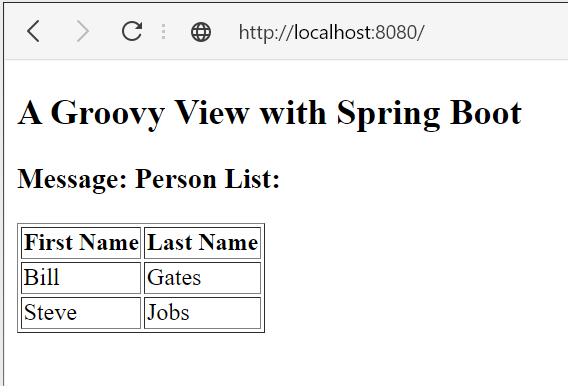 http://localhost:8080/
A Groovy View with Spring Boot
Message: Person List:
First Name Last Name
Bill Gates
Steve Jobs